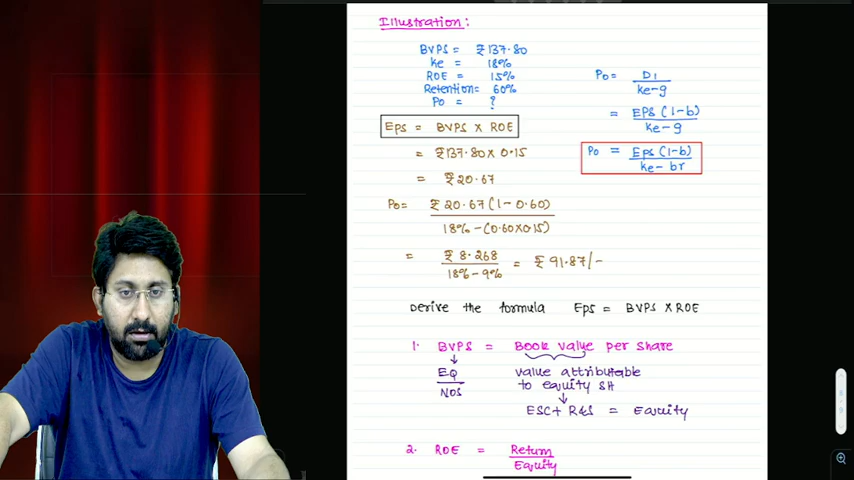 Illustration:
BVPS = ₹137.80
ke = 18%
ROE = 15%
Retention = 60%
Po = ?
Po = D1 / ke-g
= EPS (1-b) / ke-g
Po = Eps (1-b) / ke- br
Eps = BVPS X ROE
= ₹137.80 X 0.15
= ₹20.67
Po = ₹20.67 (1-0.60) / 18% - (0.60X0.15)
= ₹8.268 / 18% - 9% = ₹91.87/-
Derive the formula Eps = BVPS X ROE
1. BVPS = Book value per share
EQ / NOS
value attributable
to equity SH
ESC + R&S = Equity
2. ROE = Return / Equity